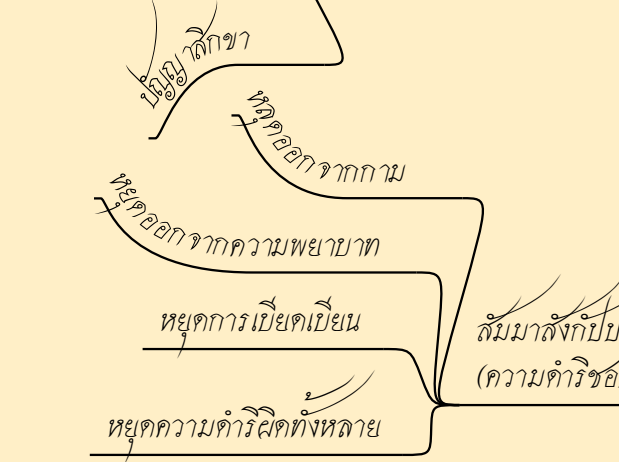 ปัญญาสิกขา
หลุดออกจากกาม
หยุดออกจากความพยาบาท
หยุดการเบียดเบียน
สัมมาสังกัปป
(ความดำริชอ
หยุดความดำริผิดทั้งหลาย